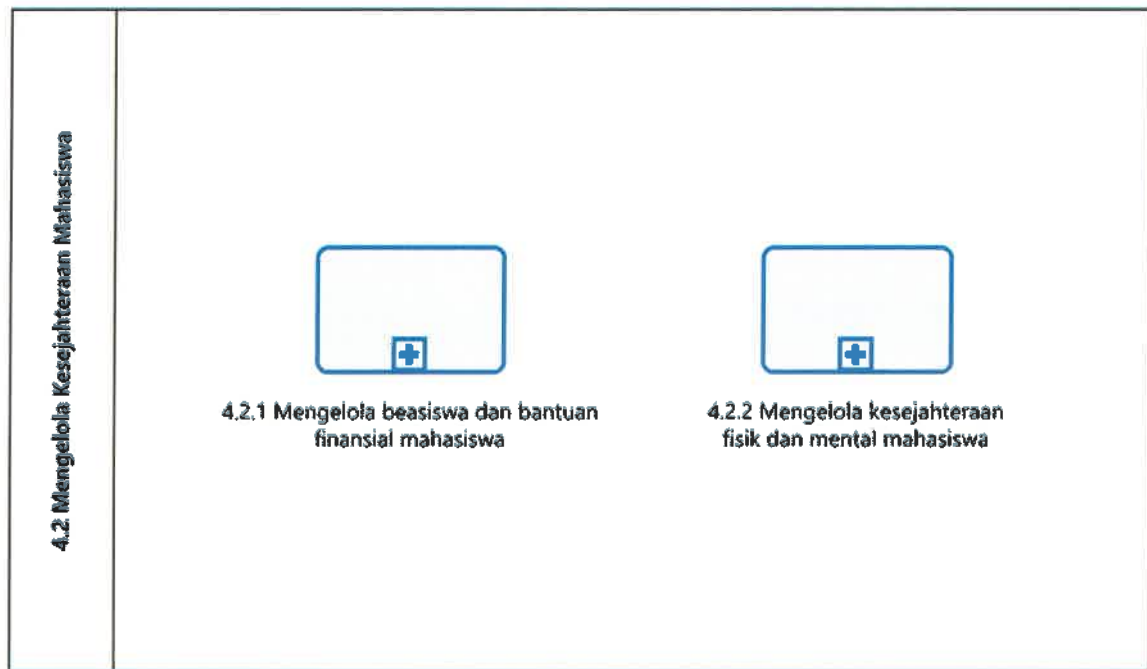 4.2 Mengelola Kesejahteraan Mahasiswa
4.2.1 Mengelola beasiswa dan bantuan
finansial mahasiswa
4.2.2 Mengelola kesejahteraan
fisik dan mental mahasiswa